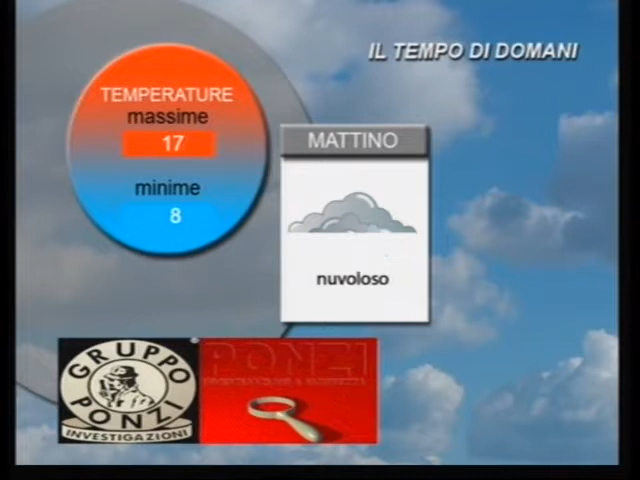 IL TEMPO DI DOMANI
TEMPERATURE
massime
17
minime
8
MATTINO
nuvoloso
GRUPPO
PONZI
INVESTIGAZIONI
PONZI